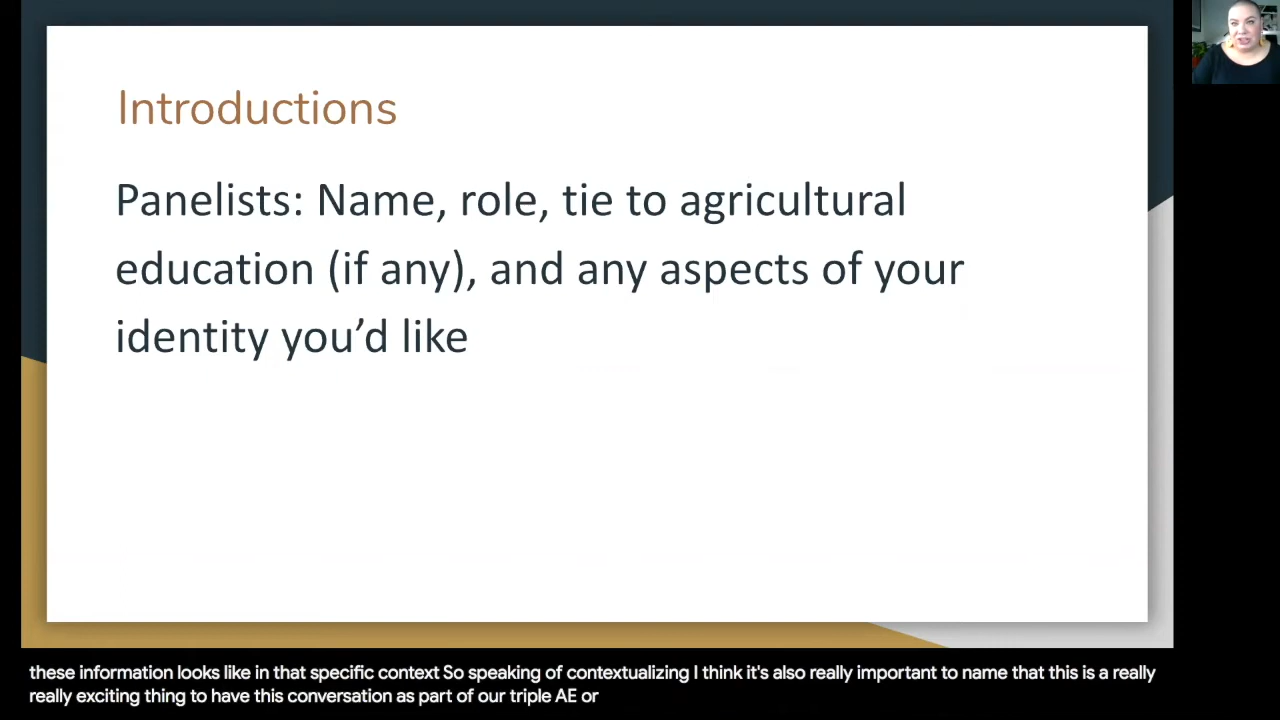 Introductions
Panelists: Name, role, tie to agricultural
education (if any), and any aspects of your
identity you’d like
these information looks like in that specific context So speaking of contextualizing I think it's also really important to name that this is a really
really exciting thing to have this conversation as part of our triple AE or